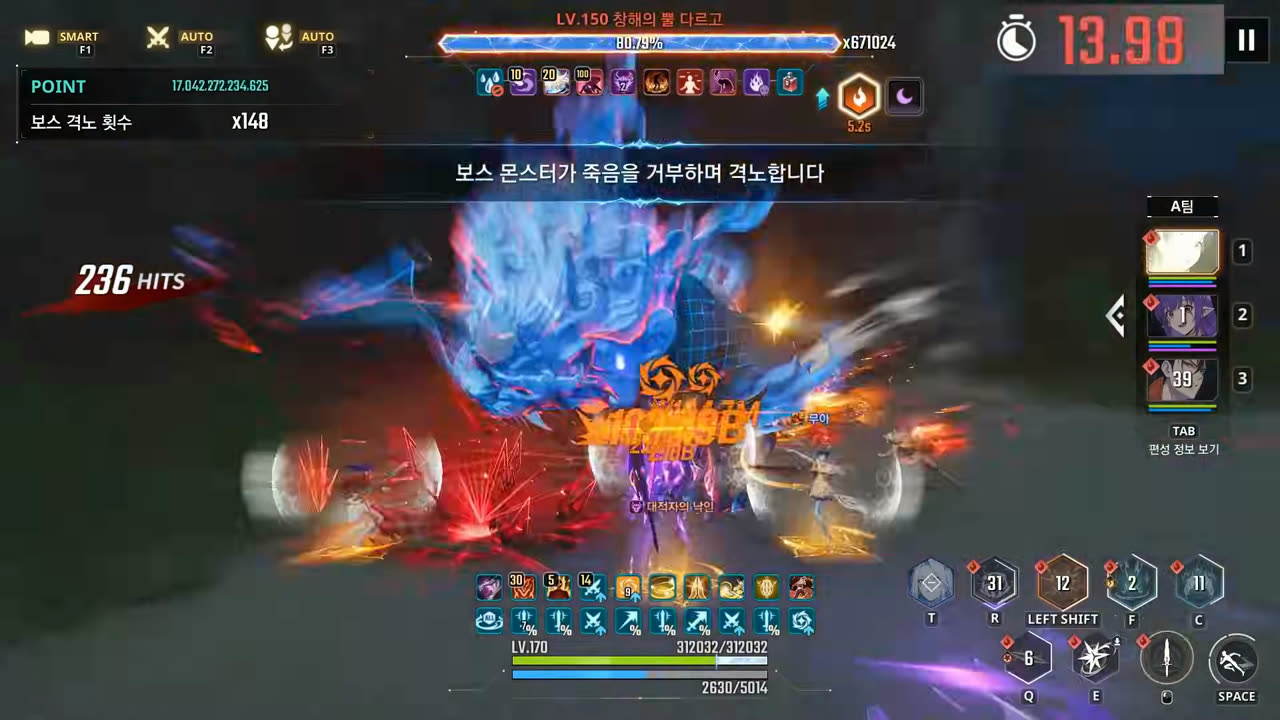 SMART
F1
AUTO
F2
AUTO
F3
LV.150 창해의 뿔 다르고
80.79%
x671024
13.98
POINT
17.042.272.234.625
보스 격노 횟수
x148
10
20
100
5.2s
보스 몬스터가 죽음을 거부하며 격노합니다
236 HITS
A팀
1
1
2
39
3
TAB
편성 정보 보기
무아
대적자의 낙인
30
5
14
9
%
%
%
%
%
%
LV.170
312032/312032
2630/5014
31
12
2
11
T
R
LEFT SHIFT
F
C
6
Q
E
SPACE